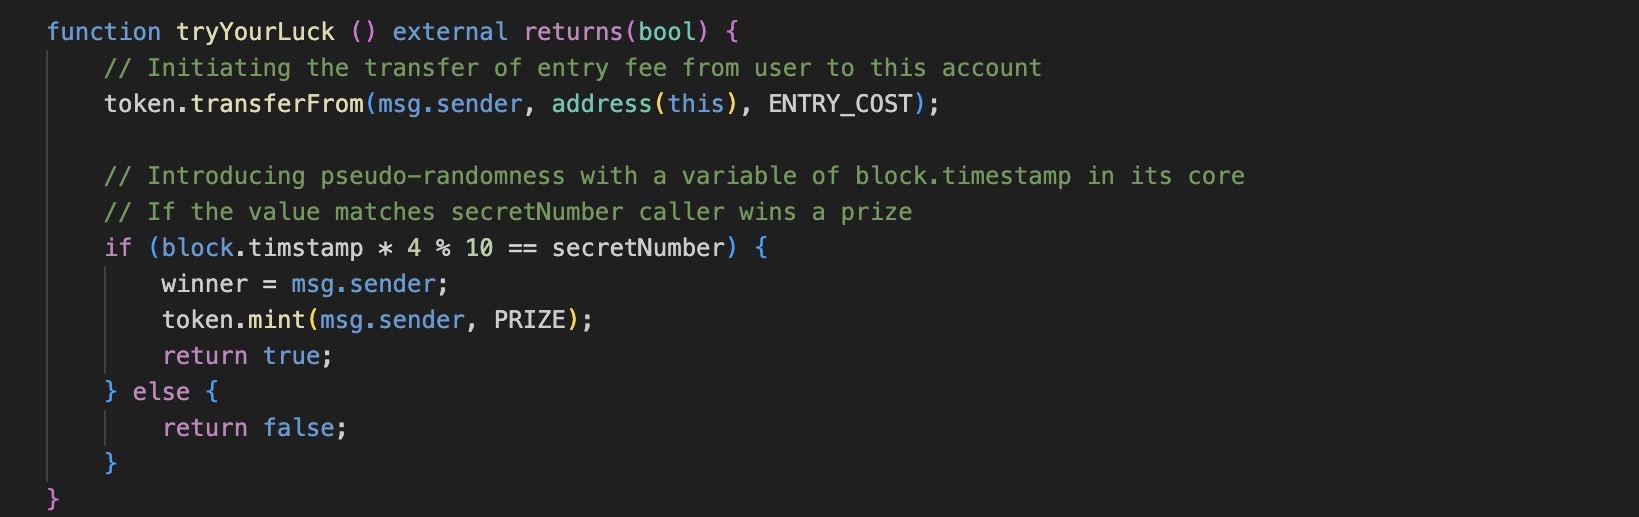 function tryYourLuck () external returns(bool) {
// Initiating the transfer of entry fee from user to this account
token.transferFrom(msg.sender, address(this), ENTRY_COST);
// Introducing pseudo-randomness with a variable of block.timestamp in its core
// If the value matches secretNumber caller wins a prize
if (block.timstamp * 4 % 10 == secretNumber) {
winner = msg.sender;
token.mint(msg.sender, PRIZE);
return true;
} else {
return false;
}
}